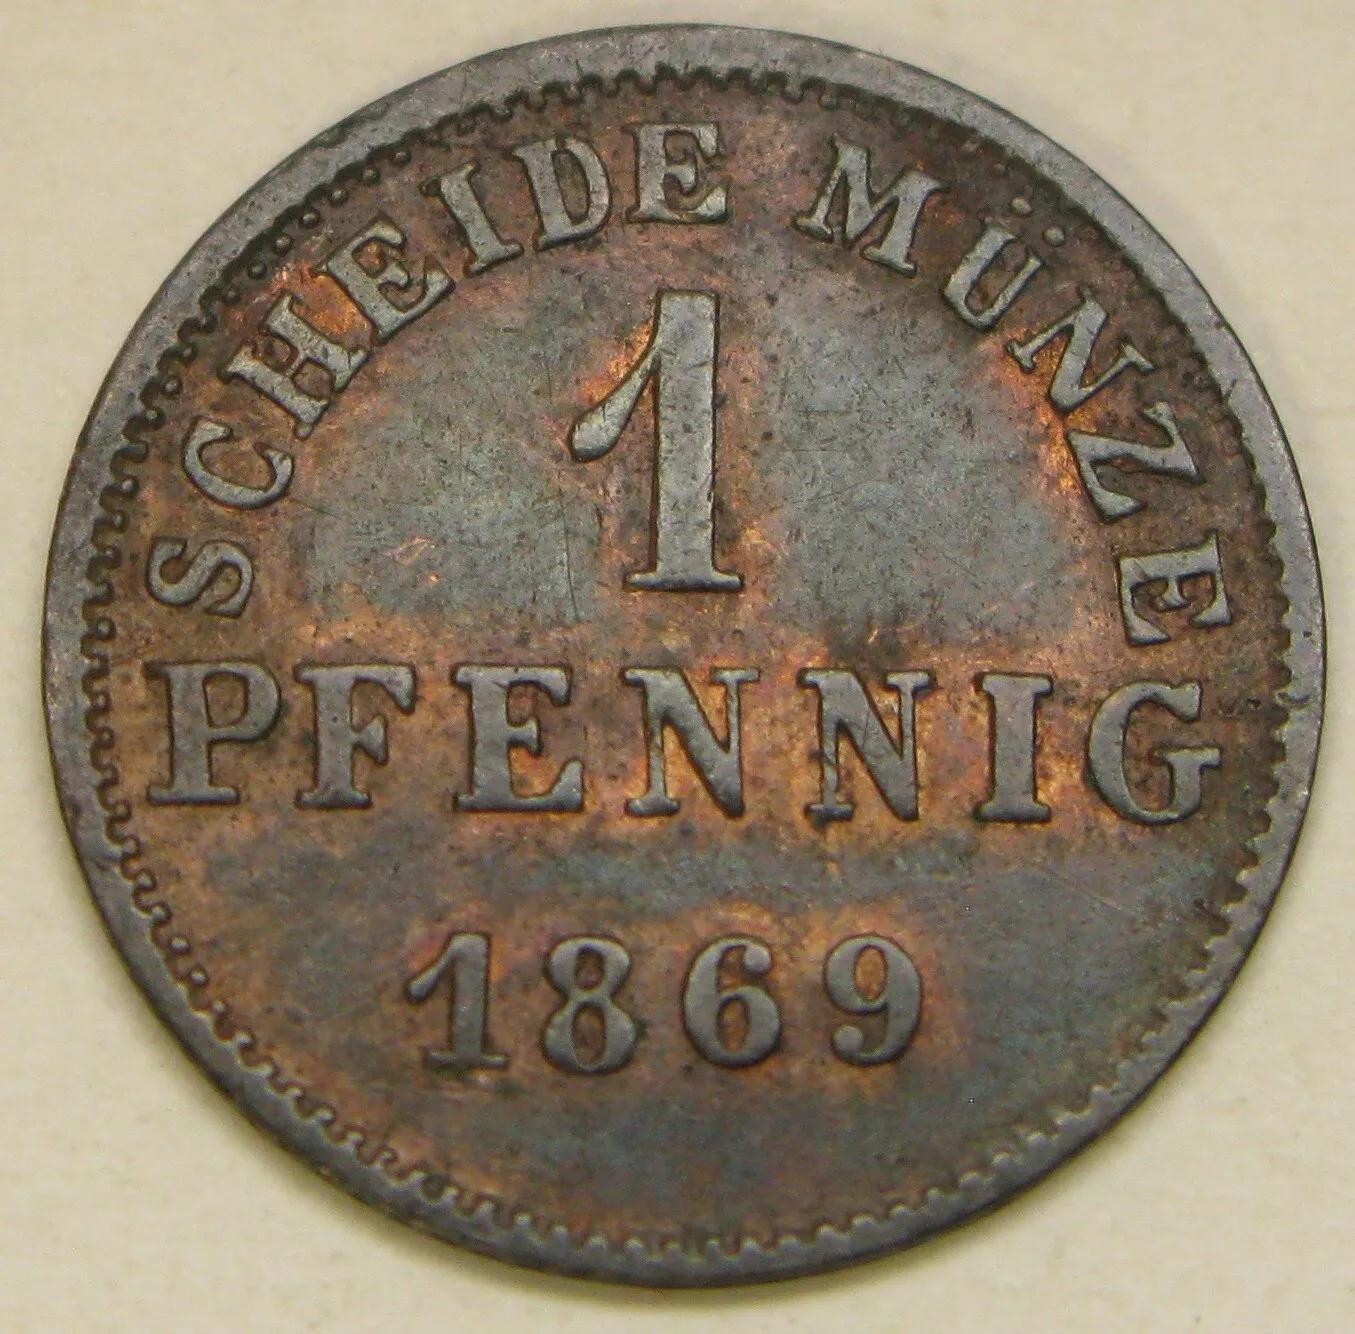 SCHEIDE MÜNZE
1
PFENNIG
1869